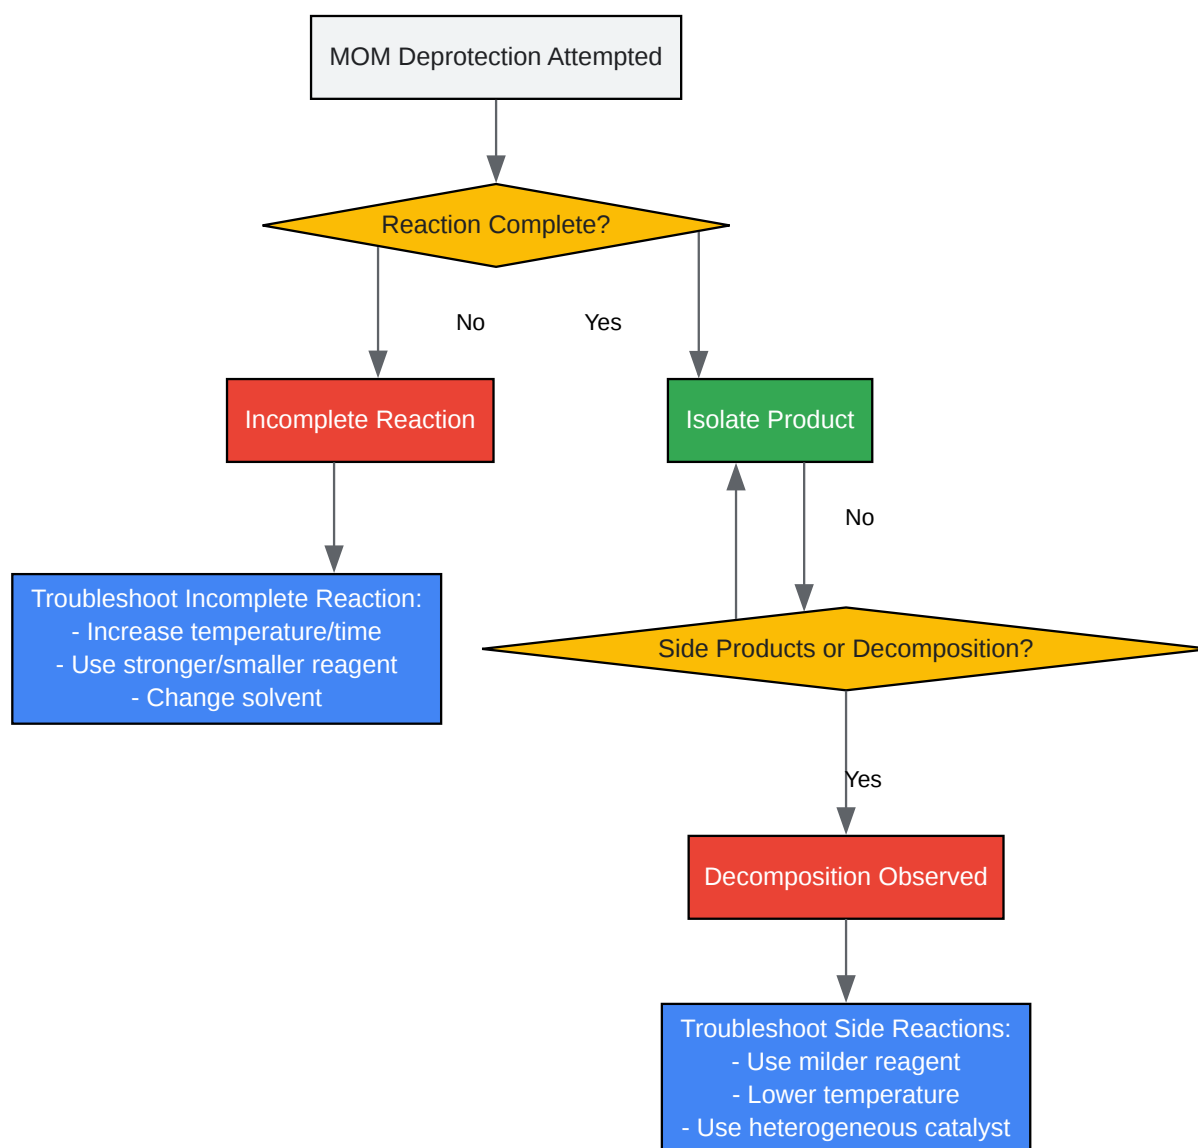 MOM Deprotection Attempted
Reaction Complete?
No
Yes
Incomplete Reaction
Isolate Product
No
Troubleshoot Incomplete Reaction:
- Increase temperature/time
- Use stronger/smaller reagent
- Change solvent
Side Products or Decomposition?
Yes
Decomposition Observed
Troubleshoot Side Reactions:
- Use milder reagent
- Lower temperature
- Use heterogeneous catalyst